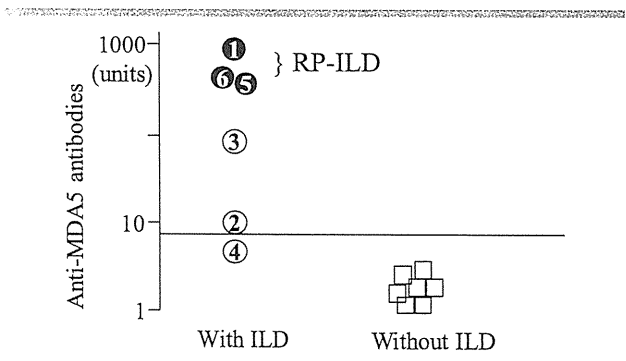 1000
(units)
10
1
Anti-MDA5 antibodies
1
6 5
} RP-ILD
3
2
4
With ILD
Without ILD